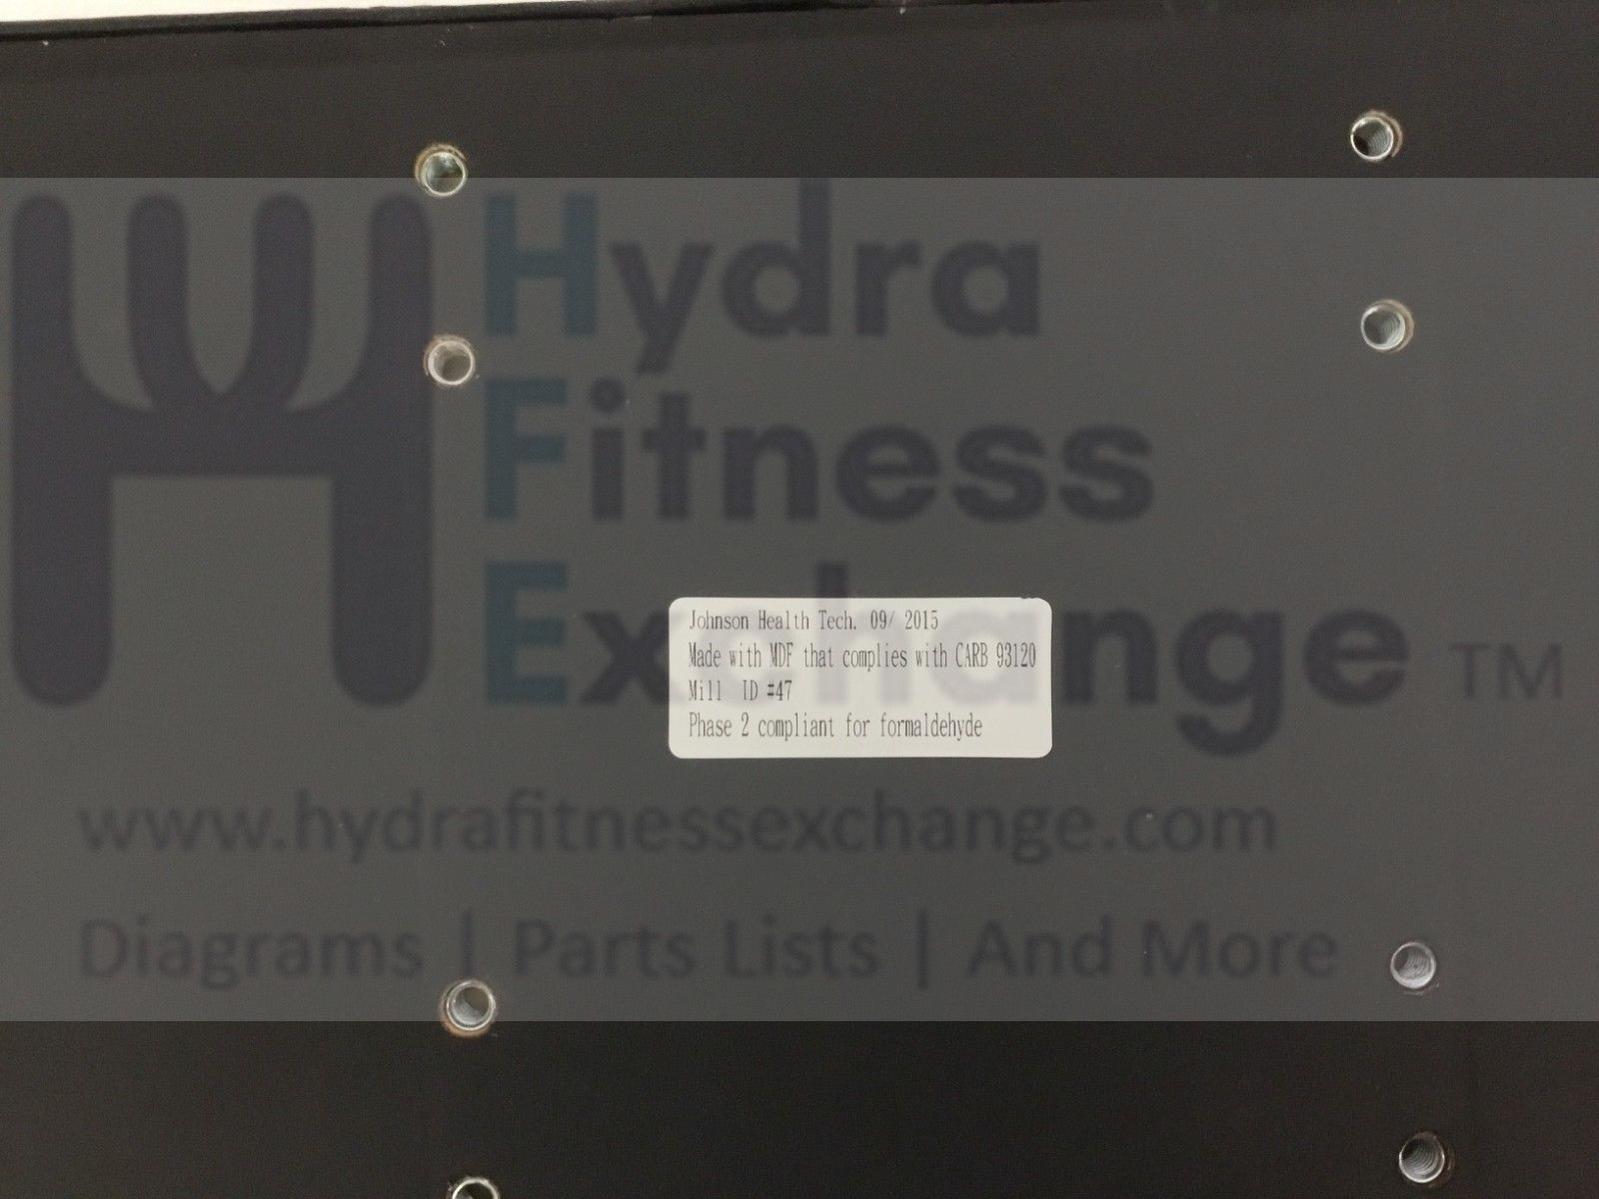 Hydra
Fitness
Exchange TM
Johnson Health Tech. 09/ 2015
Made with MDF that complies with CARB 93120
Mill ID #47
Phase 2 compliant for formaldehyde
www.hydrafitnessexchange.com
Diagrams | Parts Lists | And More